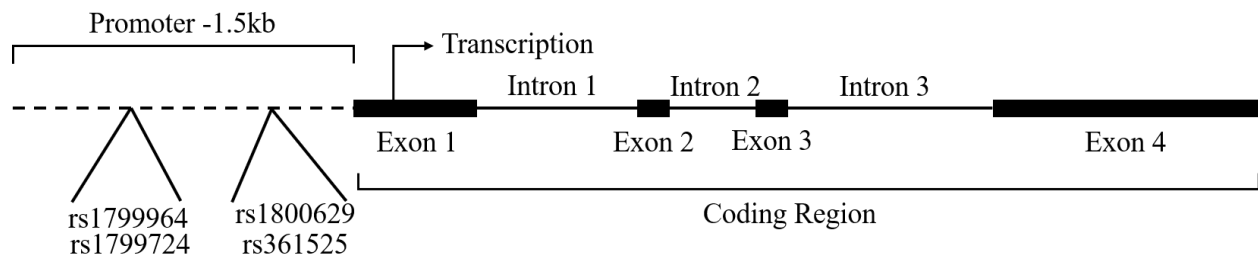 Promoter -1.5kb
Transcription
Intron 1
Intron 2
Intron 3
Exon 1
Exon 2
Exon 3
Exon 4
rs1799964
rs1799724
rs1800629
rs361525
Coding Region